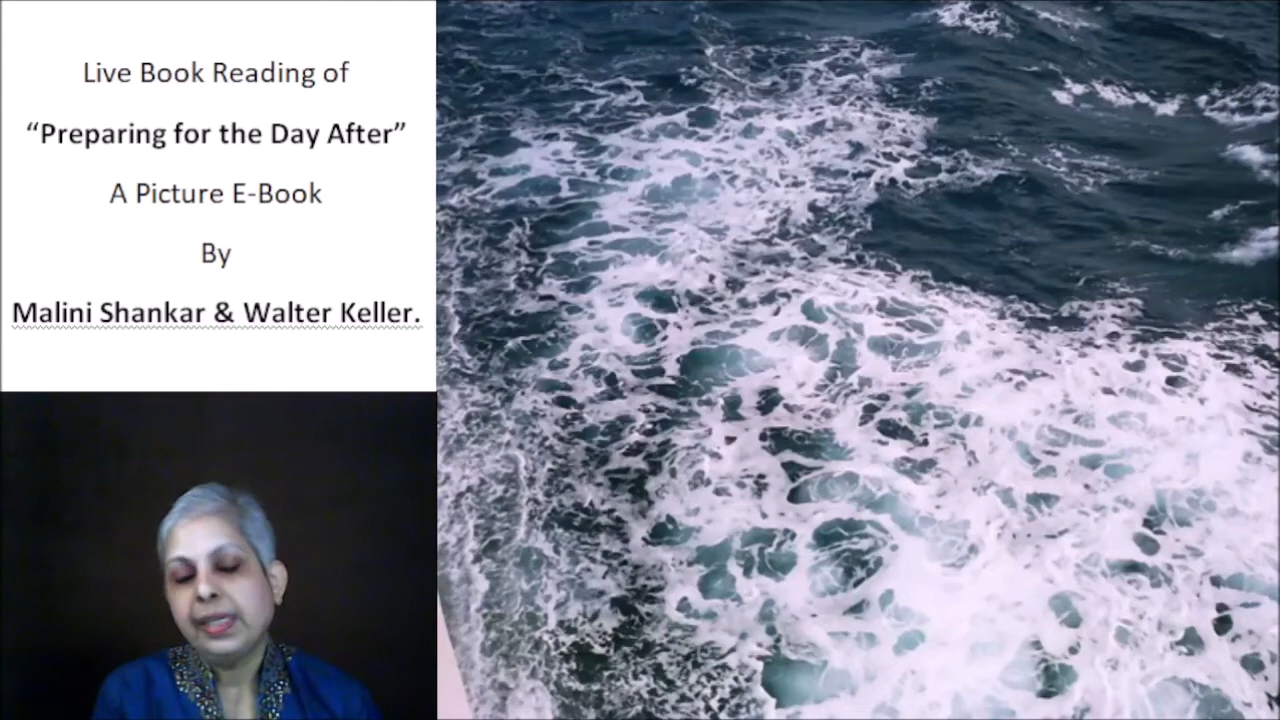 Live Book Reading of
“Preparing for the Day After”
A Picture E-Book
By
Malini Shankar & Walter Keller.